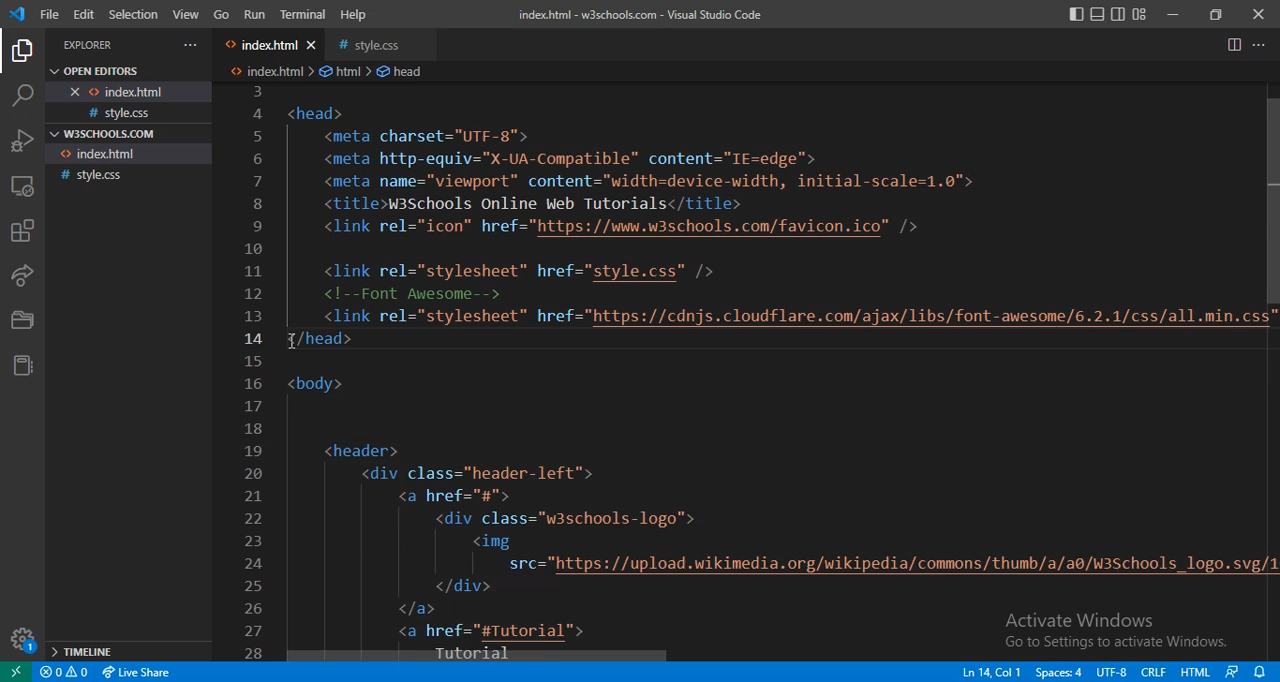 File Edit Selection View Go Run Terminal Help index.html - w3schools.com - Visual Studio Code
EXPLORER
OPEN EDITORS
index.html
style.css
W3SCHOOLS.COM
index.html
style.css
TIMELINE
index.html style.css
index.html > html > head
3
4 <head>
5 <meta charset="UTF-8">
6 <meta http-equiv="X-UA-Compatible" content="IE=edge">
7 <meta name="viewport" content="width=device-width, initial-scale=1.0">
8 <title>W3Schools Online Web Tutorials</title>
9 <link rel="icon" href="https://www.w3schools.com/favicon.ico" />
10
11 <link rel="stylesheet" href="style.css" />
12 <!--Font Awesome-->
13 <link rel="stylesheet" href="https://cdnjs.cloudflare.com/ajax/libs/font-awesome/6.2.1/css/all.min.css"
14 </head>
15
16 <body>
17
18
19 <header>
20 <div class="header-left">
21 <a href="#">
22 <div class="w3schools-logo">
23 <img
24 src="https://upload.wikimedia.org/wikipedia/commons/thumb/a/a0/W3Schools_logo.svg/1
25 </div>
26 </a>
27 <a href="#Tutorial">
28 Tutorial
Activate Windows
Go to Settings to activate Windows.
1
0 0 Live Share Ln 14, Col 1 Spaces: 4 UTF-8 CRLF HTML